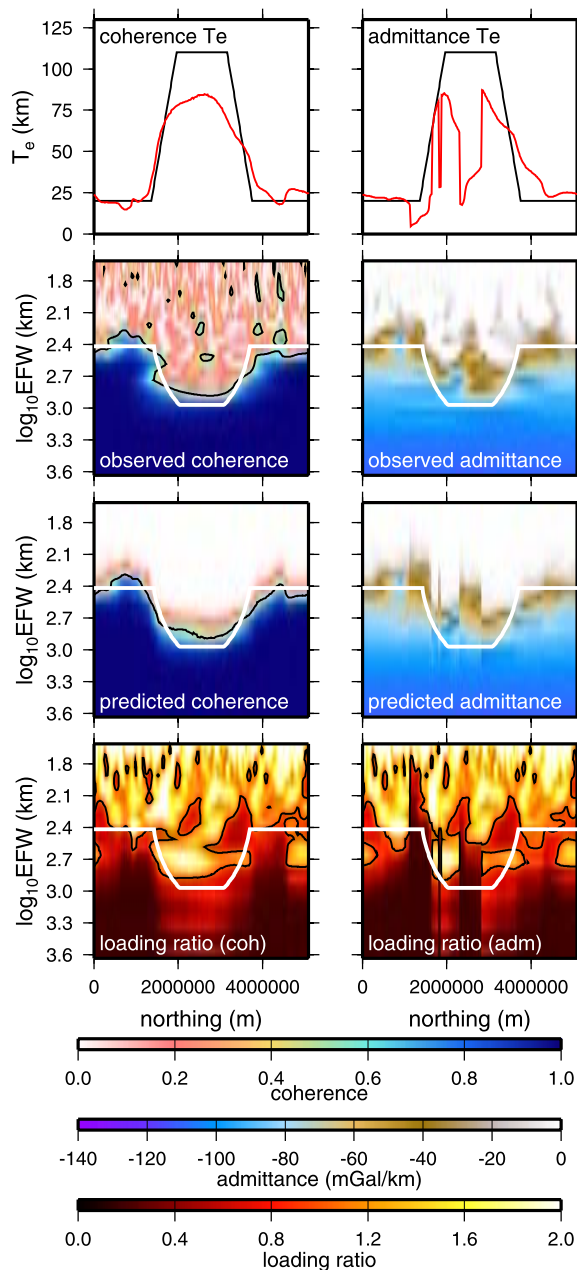 coherence Te
admittance Te
125
100
75
50
25
0
T_e (km)
1.8
2.1
2.4
2.7
3.0
3.3
3.6
log10EFW (km)
observed coherence
observed admittance
1.8
2.1
2.4
2.7
3.0
3.3
3.6
log10EFW (km)
predicted coherence
predicted admittance
1.8
2.1
2.4
2.7
3.0
3.3
3.6
log10EFW (km)
loading ratio (coh)
loading ratio (adm)
0 2000000 4000000
0 2000000 4000000
northing (m)
northing (m)
0.0 0.2 0.4 0.6 0.8 1.0
coherence
-140 -120 -100 -80 -60 -40 -20 0
admittance (mGal/km)
0.0 0.4 0.8 1.2 1.6 2.0
loading ratio